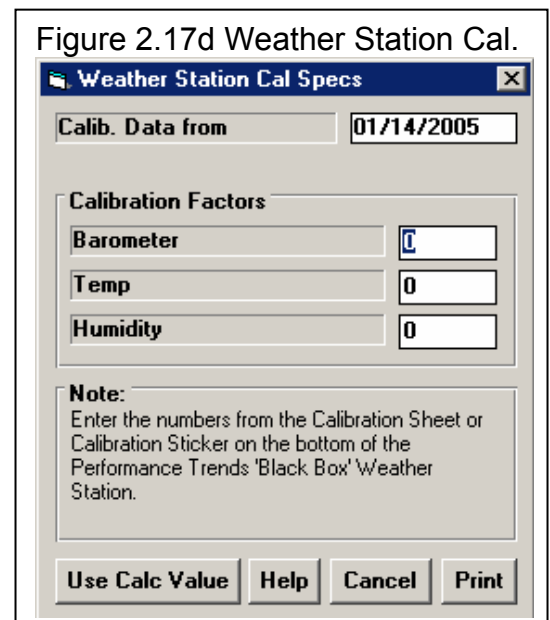 Figure 2.17d Weather Station Cal.
Weather Station Cal Specs
Calib. Data from 01/14/2005
Calibration Factors
Barometer 0
Temp 0
Humidity 0
Note:
Enter the numbers from the Calibration Sheet or
Calibration Sticker on the bottom of the
Performance Trends 'Black Box' Weather
Station.
Use Calc Value Help Cancel Print